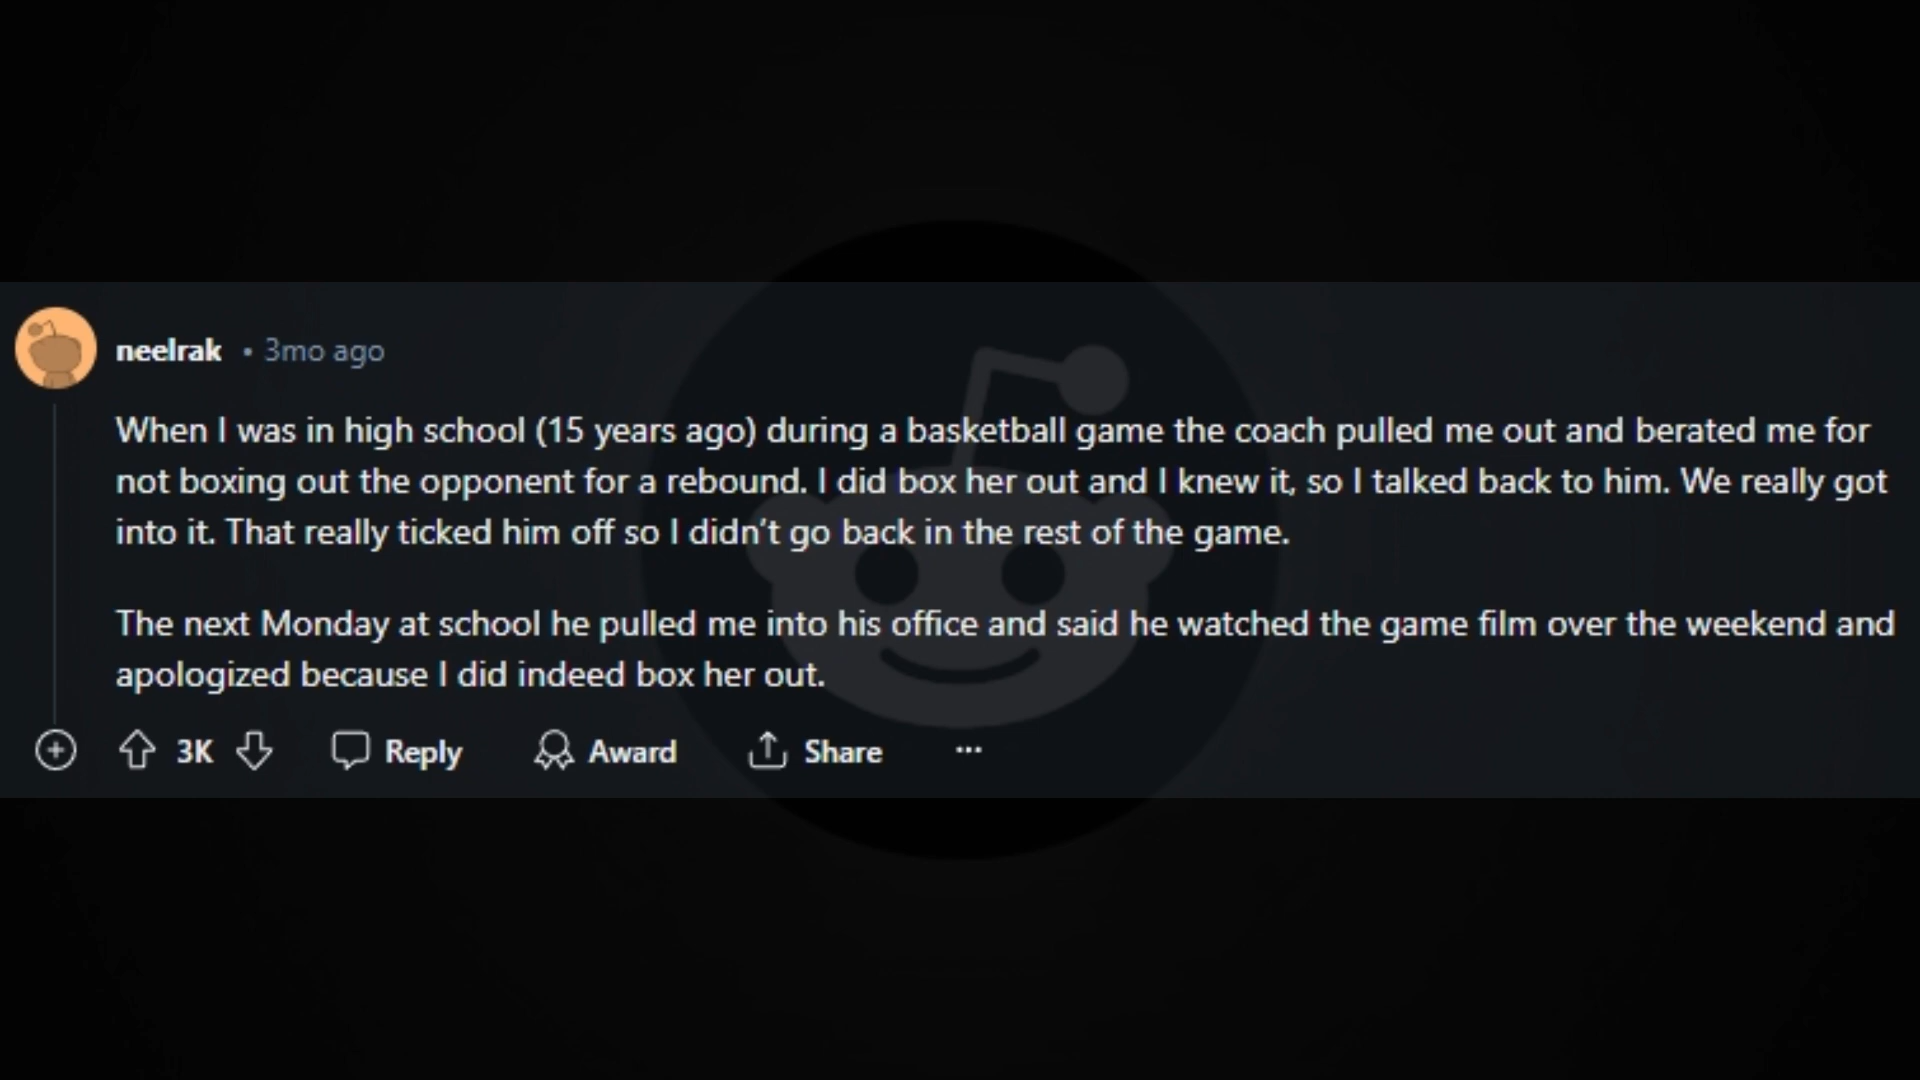 neelrak • 3mo ago
When I was in high school (15 years ago) during a basketball game the coach pulled me out and berated me for
not boxing out the opponent for a rebound. I did box her out and I knew it, so I talked back to him. We really got
into it. That really ticked him off so I didn’t go back in the rest of the game.
The next Monday at school he pulled me into his office and said he watched the game film over the weekend and
apologized because I did indeed box her out.
3K Reply Award Share ...